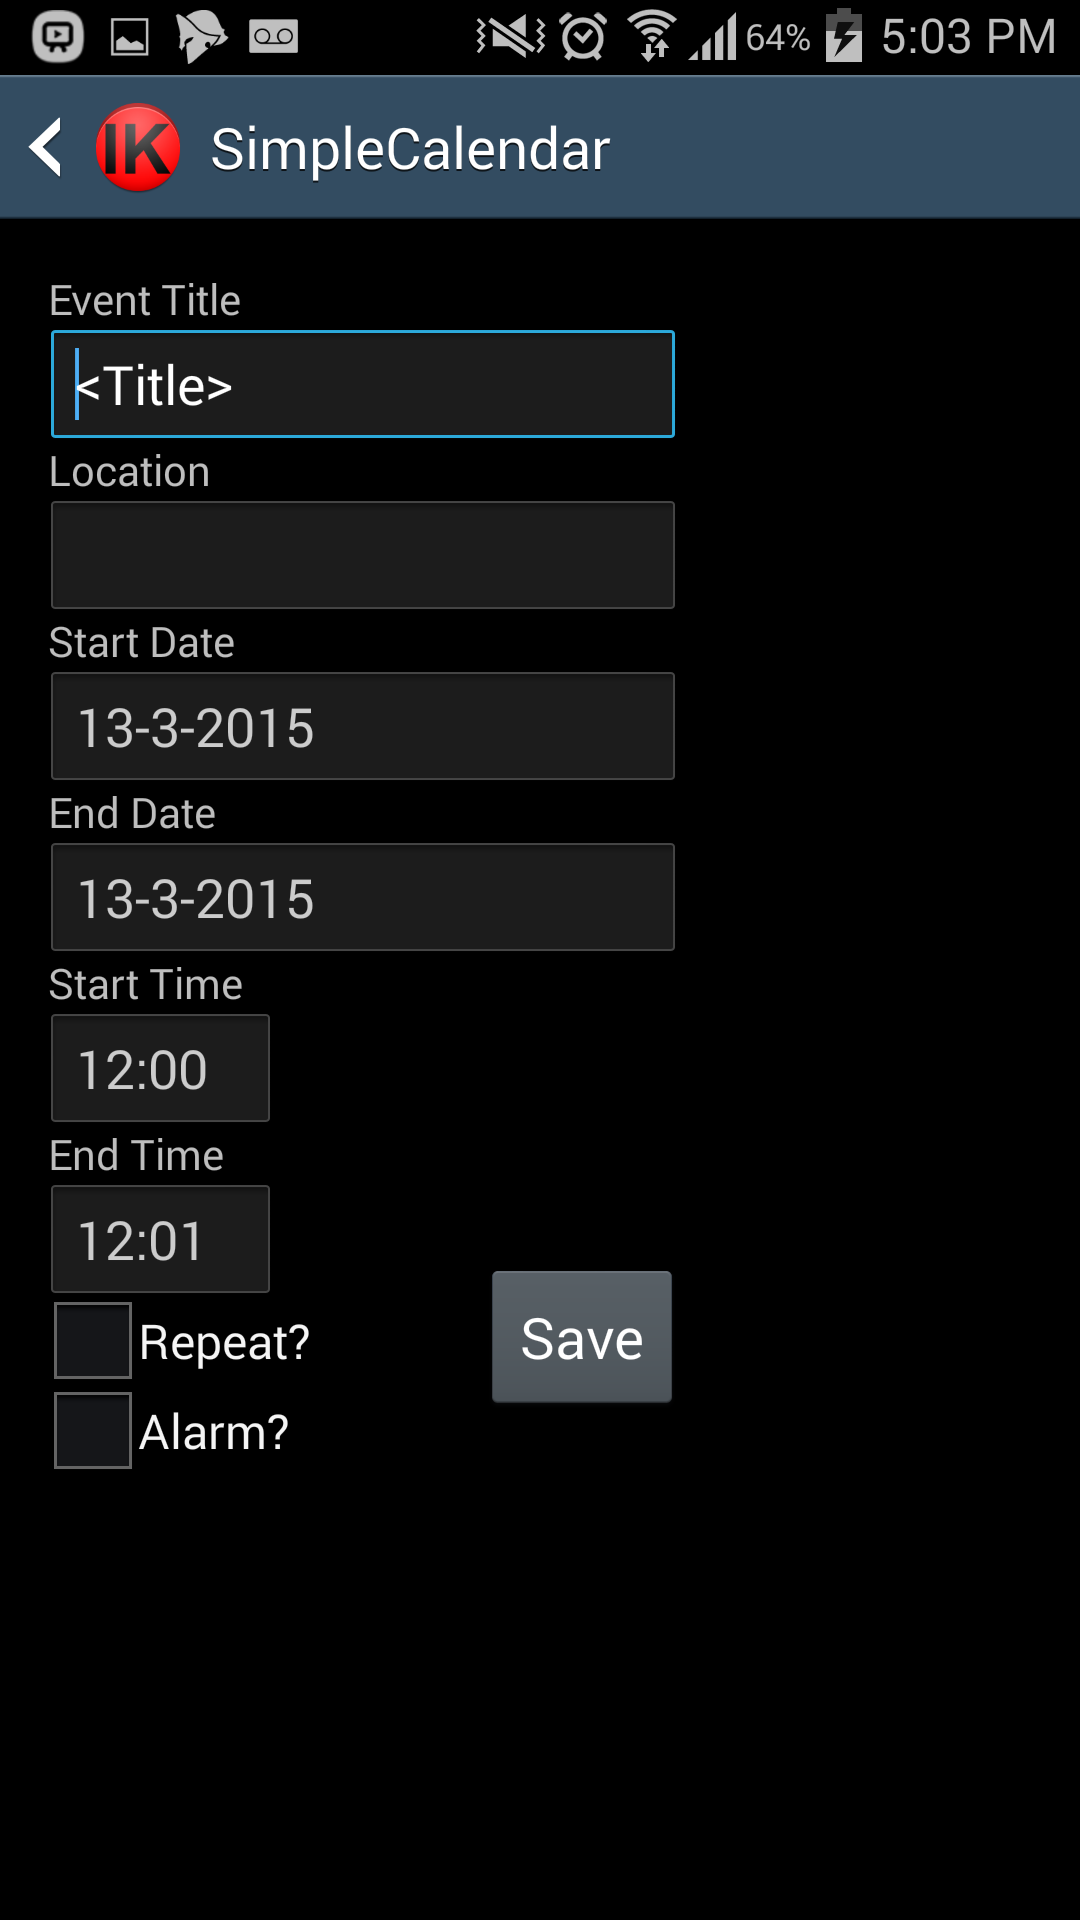 64% 5:03 PM
IK SimpleCalendar
Event Title
<Title>
Location
Start Date
13-3-2015
End Date
13-3-2015
Start Time
12:00
End Time
12:01
Repeat?
Save
Alarm?